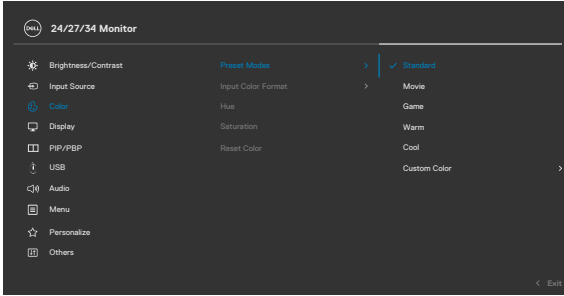 DELL 24/27/34 Monitor
Brightness/Contrast Preset Modes > ✓ Standard
Input Source Input Color Format > Movie
Color Hue Game
Display Saturation Warm
PIP/PBP Reset Color Cool
USB Custom Color >
Audio
Menu
Personalize
Others
< Exit